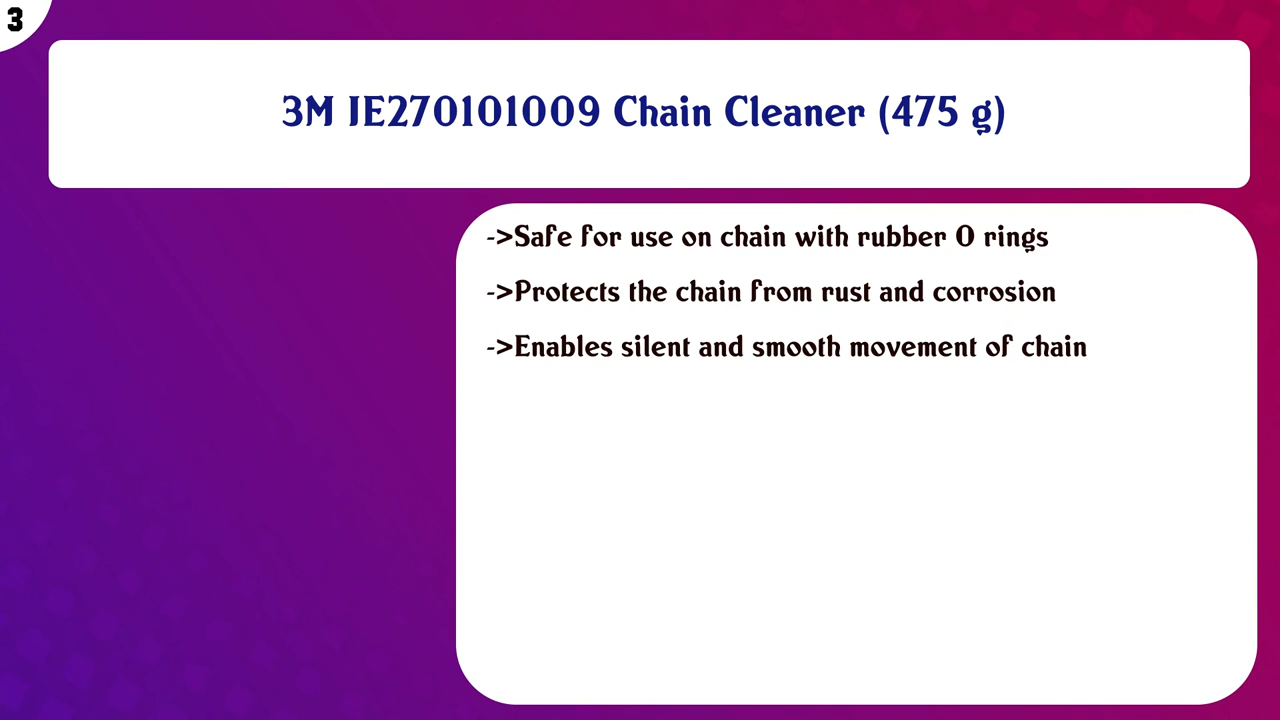 3
3M IE270101009 Chain Cleaner (475 g)
->Safe for use on chain with rubber O rings
->Protects the chain from rust and corrosion
->Enables silent and smooth movement of chain